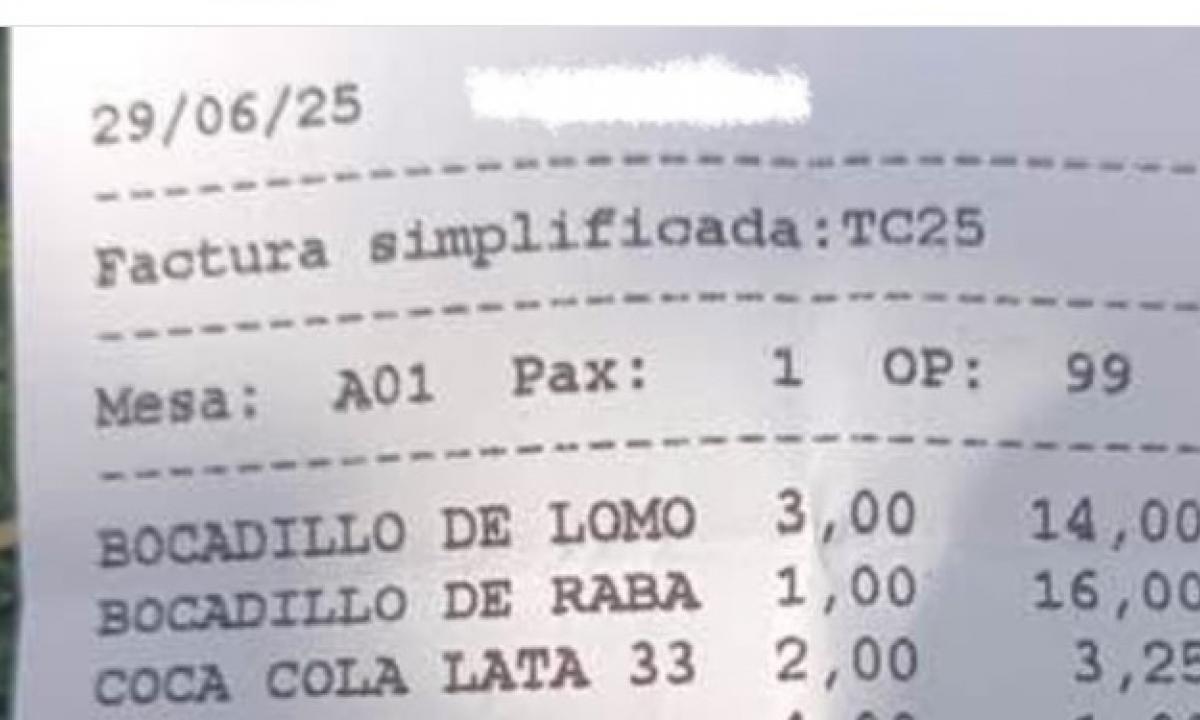 29/06/25
Factura simplificada:TC25
Mesa: A01 Pax: 1 OP: 99
BOCADILLO DE LOMO 3,00 14,00
BOCADILLO DE RABA 1,00 16,00
COCA COLA LATA 33 2,00 3,25